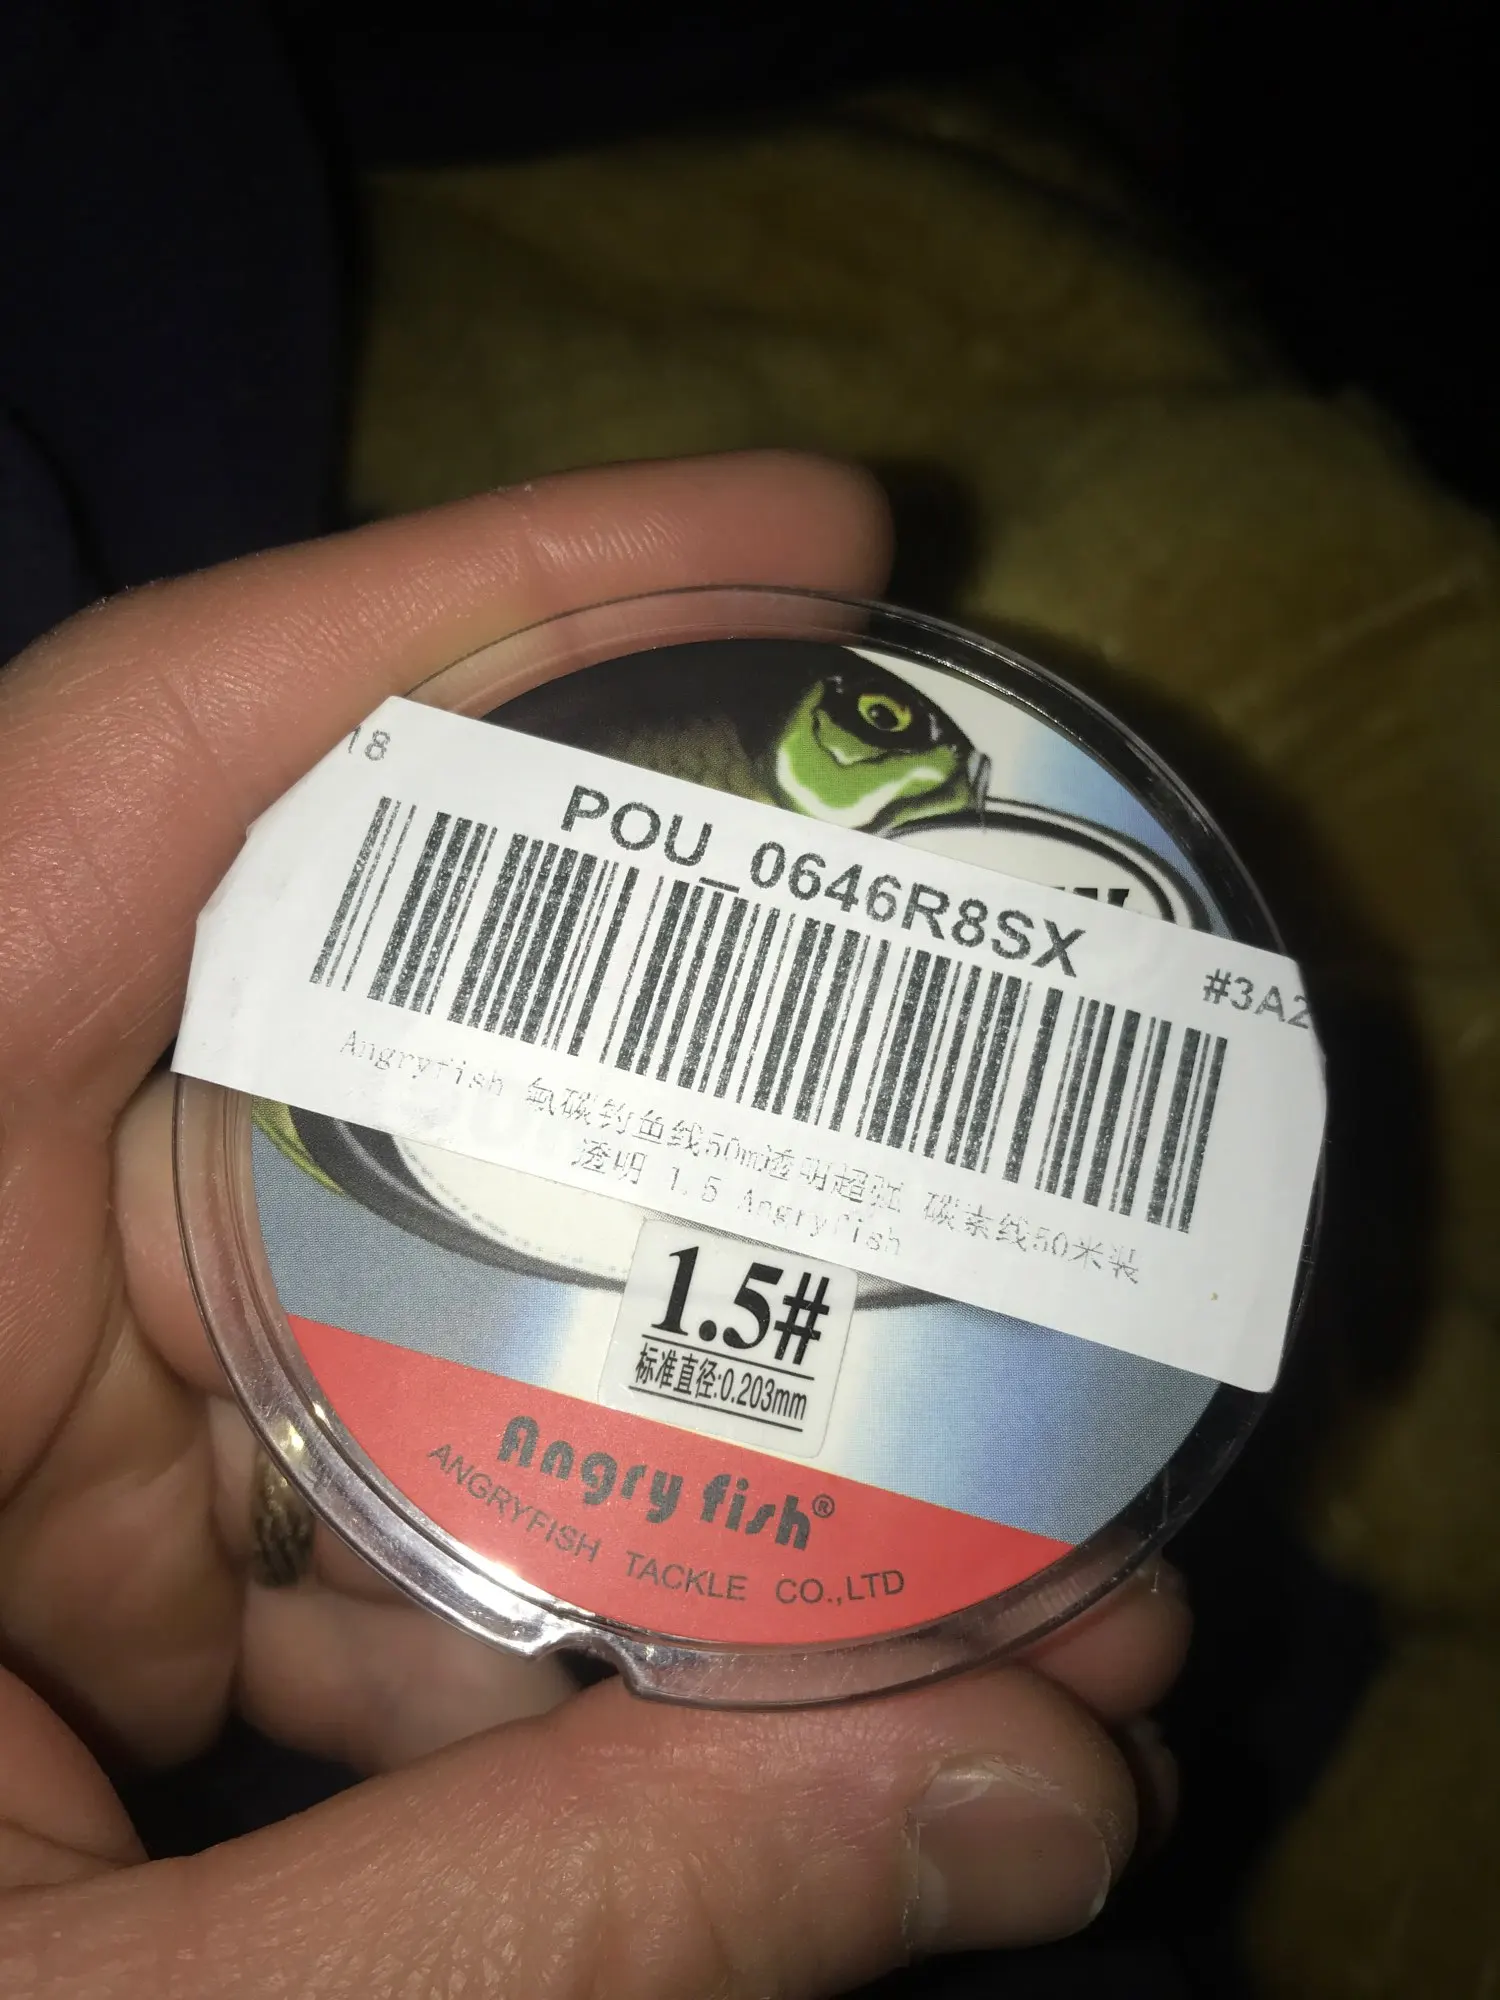 18
POU_0646R8SX
#3A2
Angryfish 氟碳钓鱼线50m透明超强 碳素线50米装
透明 1.5 Angryfish
1.5#
标准直径:0.203mm
Angry fish®
ANGRYFISH TACKLE CO.,LTD